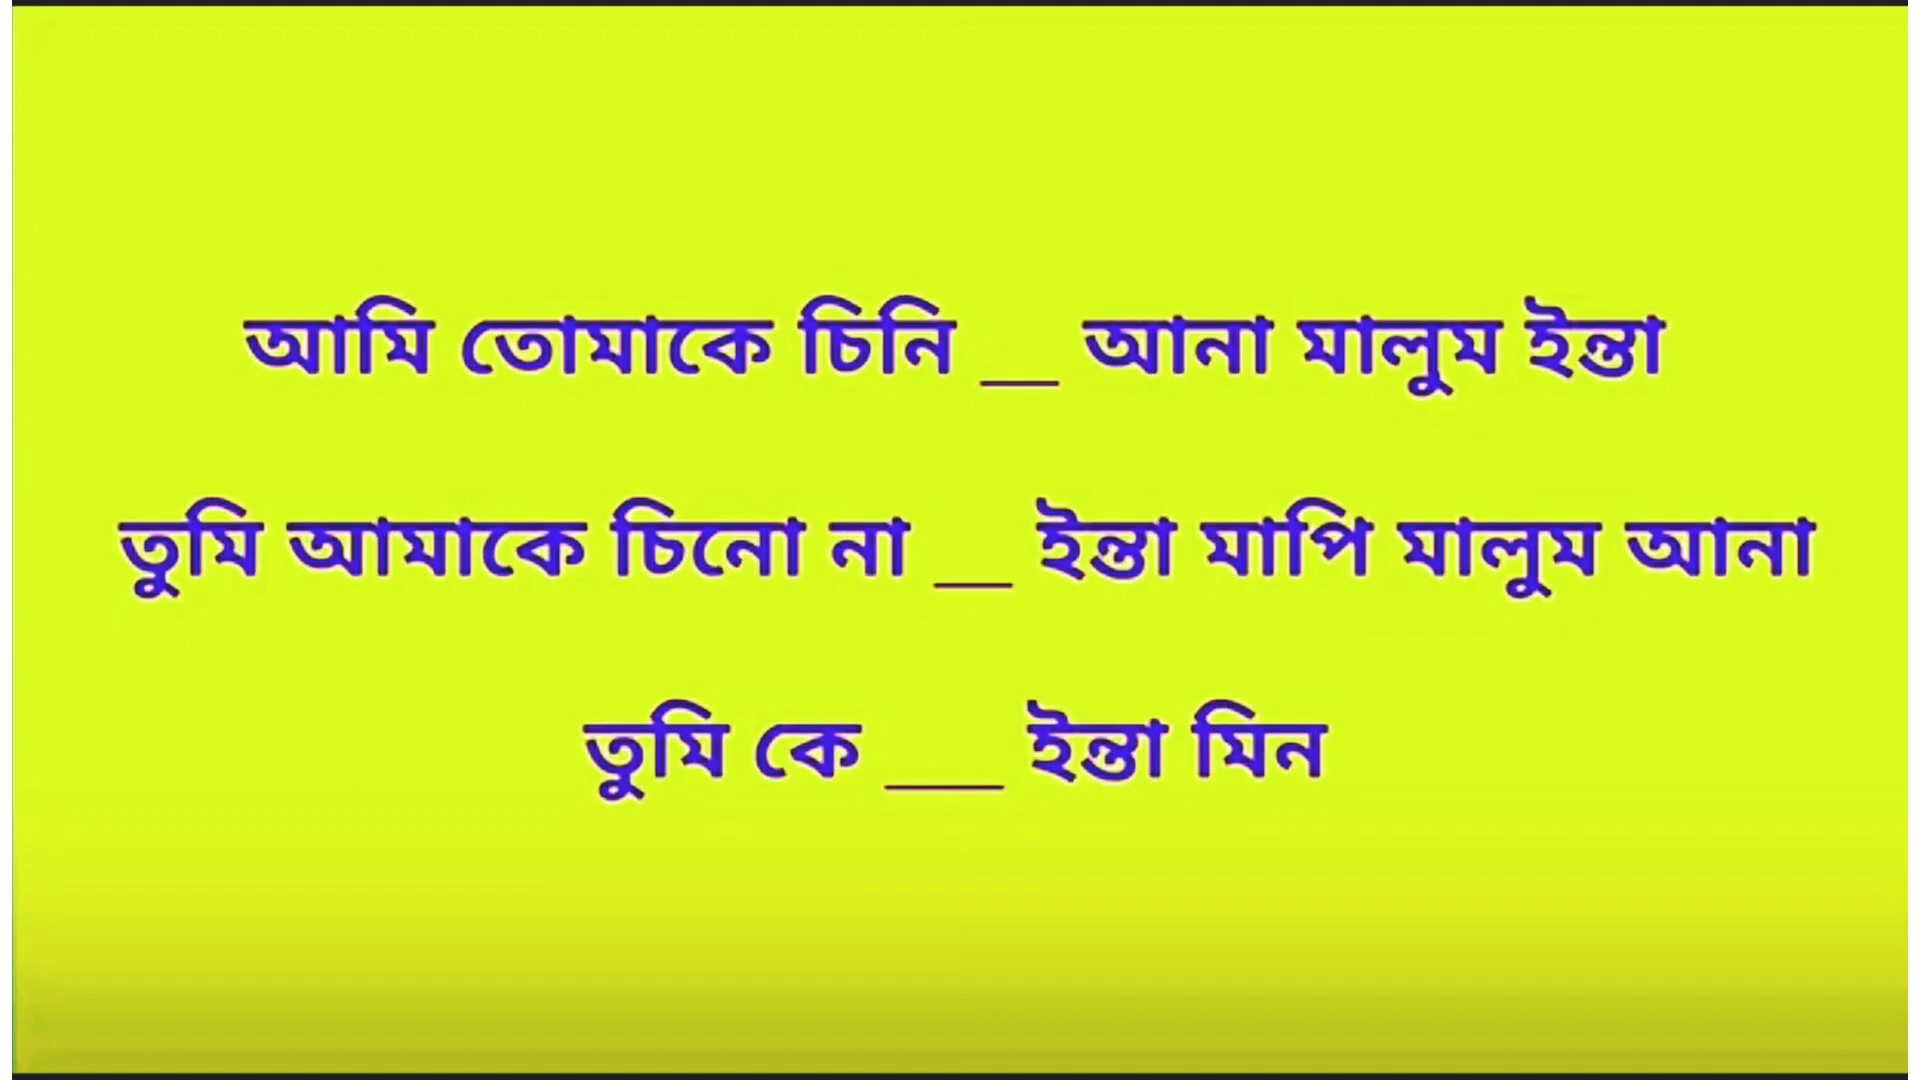 আমি তোমাকে চিনি __ আনা মালুম ইন্তা
তুমি আমাকে চিনো না __ ইন্তা মাপি মালুম আনা
তুমি কে ___ ইন্তা মিন